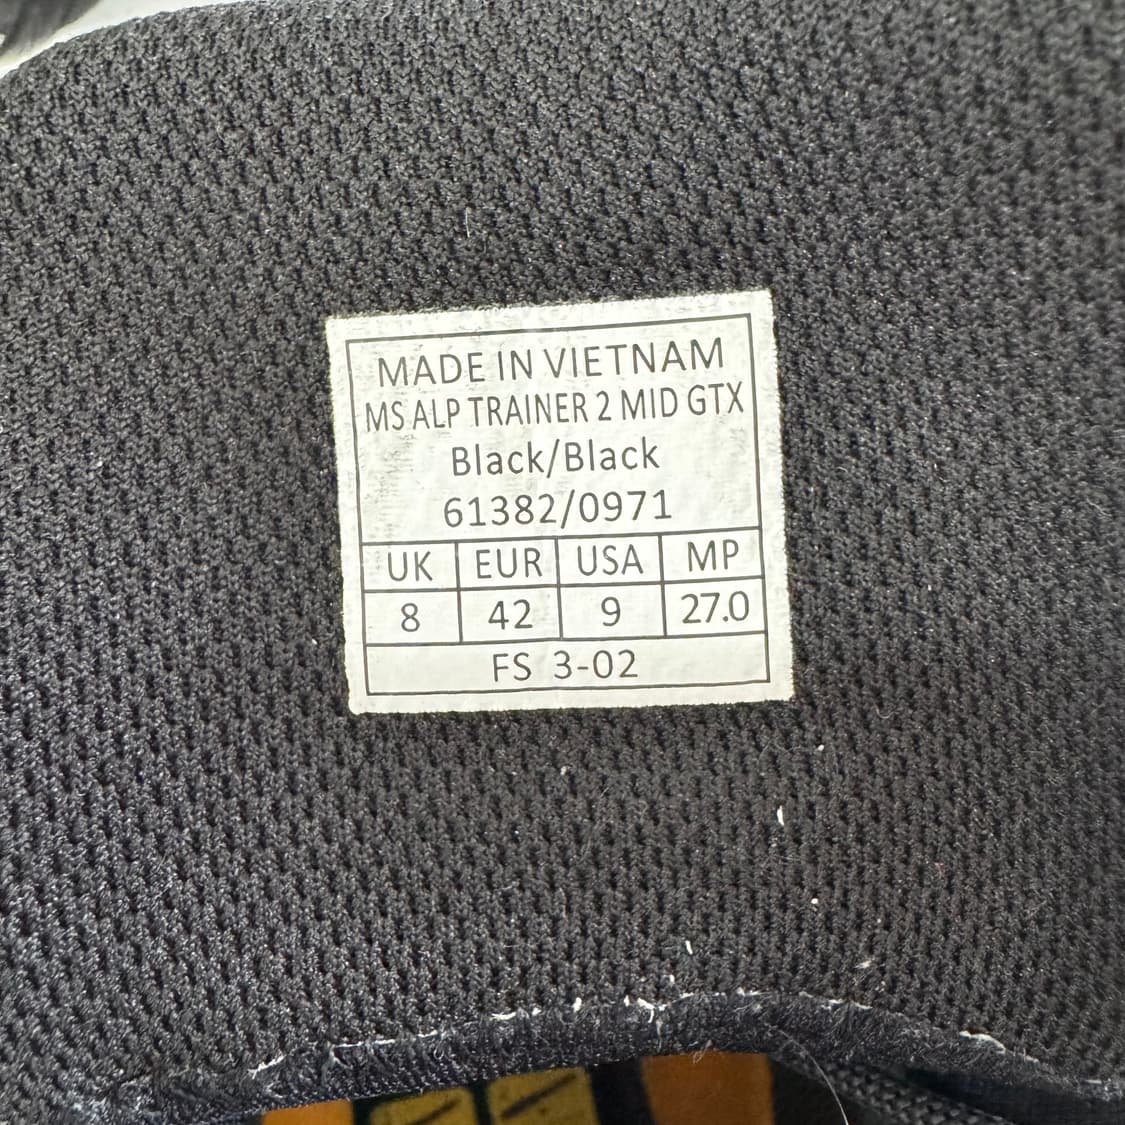 MADE IN VIETNAM
MS ALP TRAINER 2 MID GTX
Black/Black
61382/0971
UK EUR USA MP
8 42 9 27.0
FS 3-02